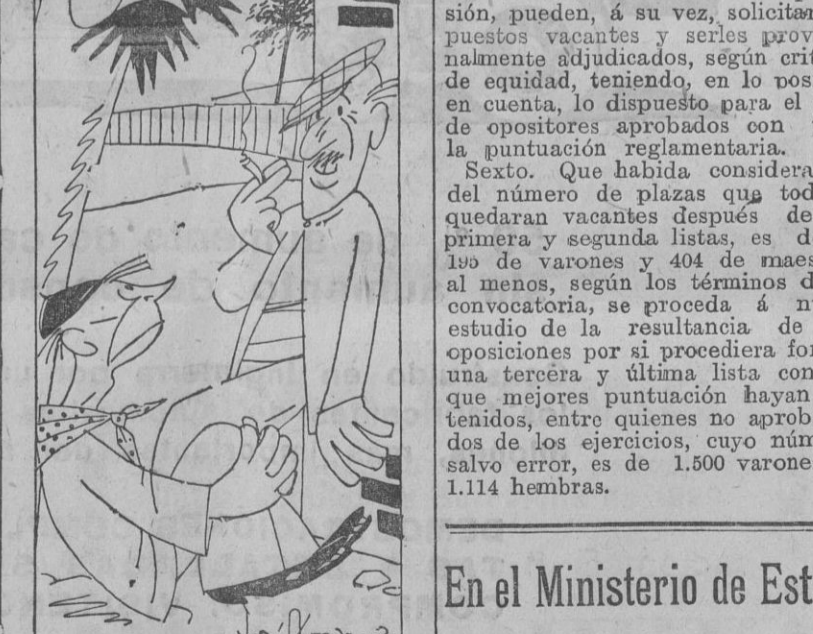 sión, pueden, á su vez, solicitar
puestos vacantes y serles prov
nalmente adjudicados, según crit
de equidad, teniendo, en lo pos
en cuenta, lo dispuesto para el
de opositores aprobados con
la puntuación reglamentaria.
Sexto. Que habida considera
del número de plazas que tod
quedaran vacantes después de
primera y segunda listas, es d
195 de varones y 404 de maes
al menos, según los términos d
convocatoria, se proceda á n
estudio de la resultancia de
oposiciones por si procediera for
una tercera y última lista con
que mejores puntuación hayan
tenidos, entre quienes no aprob
dos de los ejercicios, cuyo núm
salvo error, es de 1.500 varone
1.114 hembras.
En el Ministerio de Est